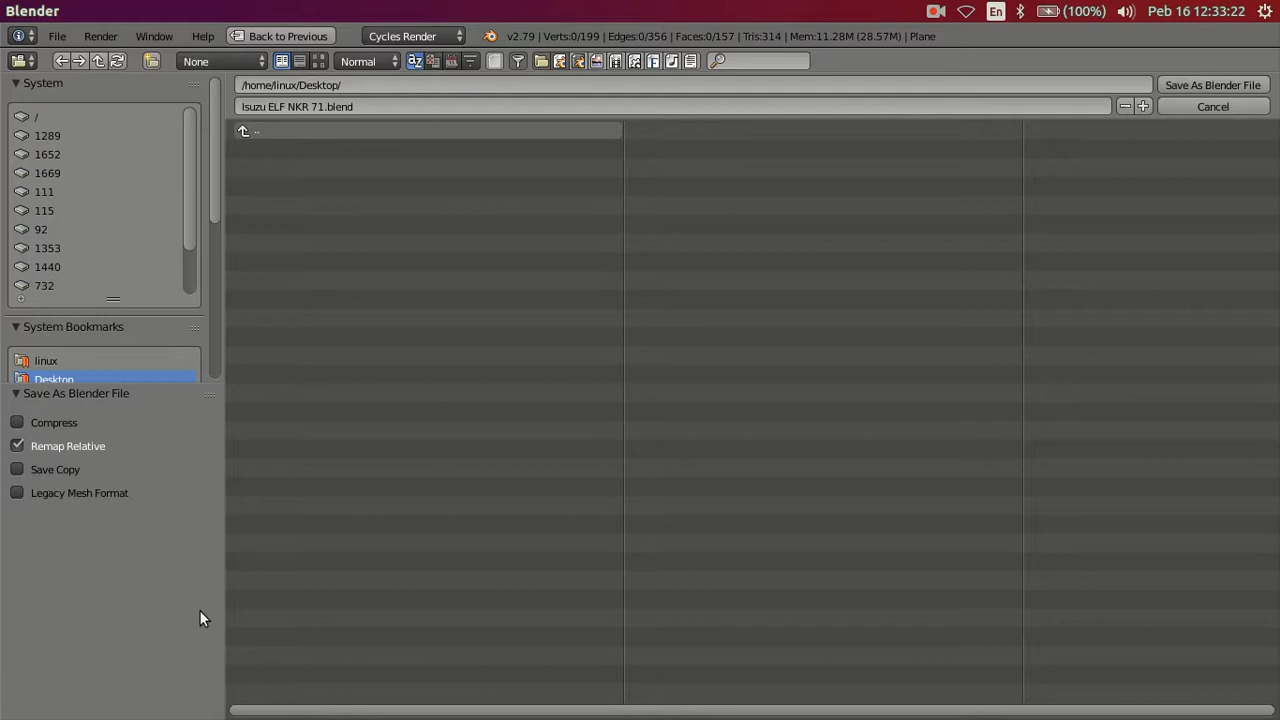 Blender
En
(100%)
Peb 16 12:33:22
File
Render
Window
Help
Back to Previous
Cycles Render
v2.79 | Verts:0/199 | Edges:0/356 | Faces:0/157 | Tris:314 | Mem:11.28M (28.57M) | Plane
None
Normal
System
/home/linux/Desktop/
Save As Blender File
Isuzu ELF NKR 71.blend
Cancel
/
..
1289
1652
1669
111
115
92
1353
1440
732
System Bookmarks
linux
Desktop
Save As Blender File
Compress
Remap Relative
Save Copy
Legacy Mesh Format